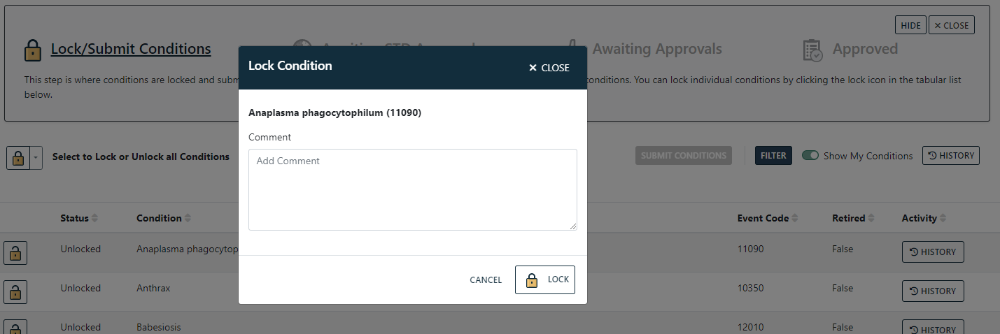 HIDE
× CLOSE
Lock/Submit Conditions
Awaiting Approvals
Approved
This step is where conditions are locked and
conditions. You can lock individual conditions by clicking the lock icon in the tabular list
below.
Lock Condition
× CLOSE
Anaplasma phagocytophilum (11090)
Comment
Add Comment
CANCEL
LOCK
Select to Lock or Unlock all Conditions
SUBMIT CONDITIONS
FILTER
Show My Conditions
HISTORY
Status
Condition
Event Code
Retired
Activity
Unlocked
Anaplasma phagocytop
11090
False
HISTORY
Unlocked
Anthrax
10350
False
HISTORY
Unlocked
Babesiosis
12010
False
HISTORY